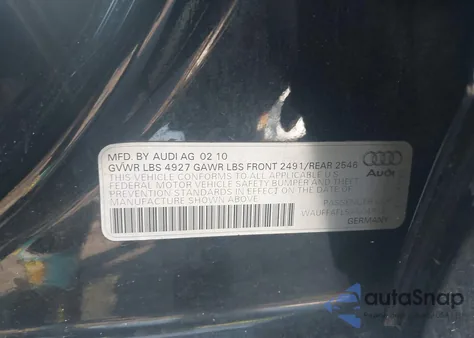 MFD. BY AUDI AG 02 10
GVWR LBS 4927 GAWR LBS FRONT 2491/REAR 2546
THIS VEHICLE CONFORMS TO ALL APPLICABLE U.S.
FEDERAL MOTOR VEHICLE SAFETY BUMPER AND THEFT
PREVENTION STANDARDS IN EFFECT ON THE DATE OF
MANUFACTURE SHOWN ABOVE
Audi
GERMANY
autoSnap